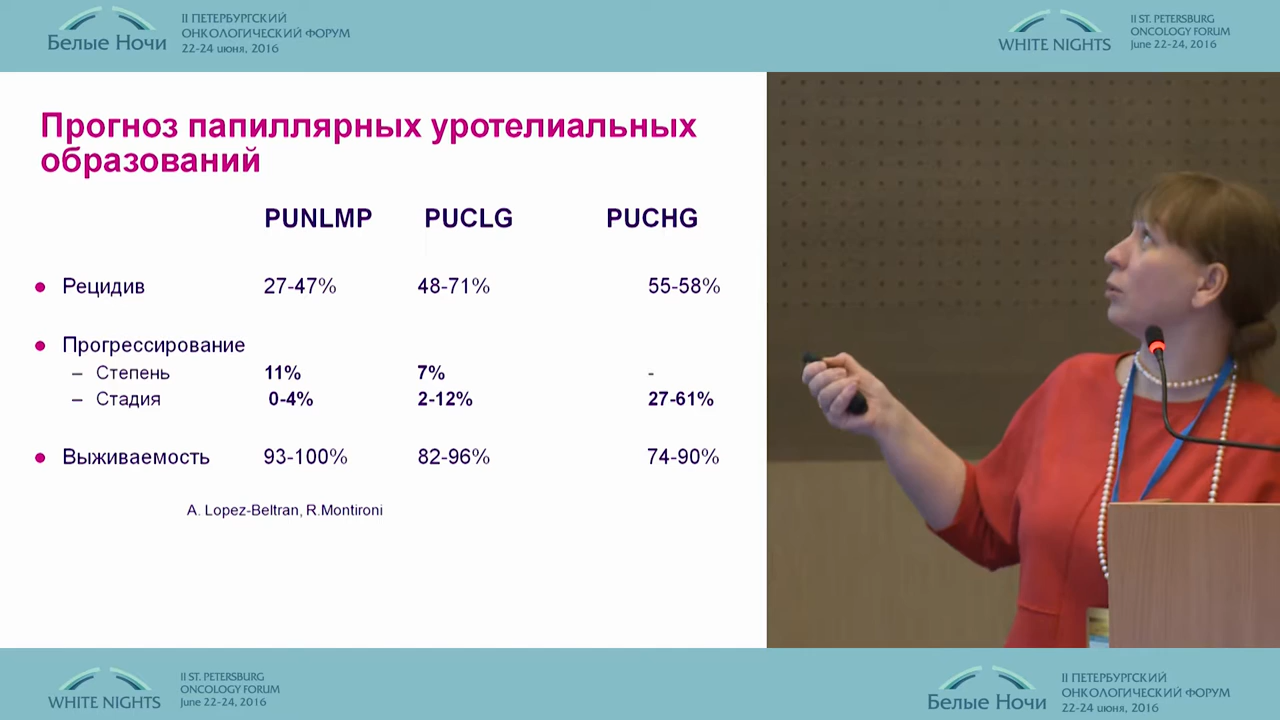 Белые Ночи
II ПЕТЕРБУРГСКИЙ
ОНКОЛОГИЧЕСКИЙ ФОРУМ
22-24 июня, 2016
WHITE NIGHTS
II ST. PETERSBURG
ONCOLOGY FORUM
June 22-24, 2016
Прогноз папиллярных уротелиальных
образований
PUNLMP PUCLG PUCHG
• Рецидив 27-47% 48-71% 55-58%
• Прогрессирование
– Степень 11% 7% -
– Стадия 0-4% 2-12% 27-61%
• Выживаемость 93-100% 82-96% 74-90%
A. Lopez-Beltran, R.Montironi
WHITE NIGHTS
II ST. PETERSBURG
ONCOLOGY FORUM
June 22-24, 2016
Белые Ночи
II ПЕТЕРБУРГСКИЙ
ОНКОЛОГИЧЕСКИЙ ФОРУМ
22-24 июня, 2016